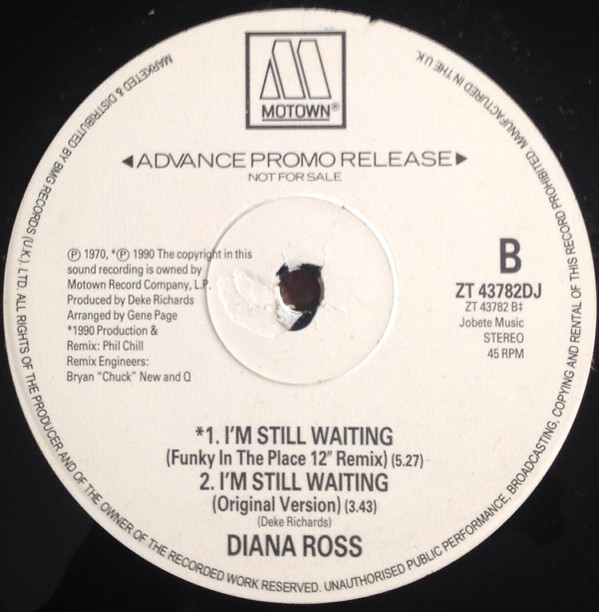 MOTOWN®
◀ADVANCE PROMO RELEASE▶
NOT FOR SALE
Ⓟ 1970, *Ⓟ 1990 The copyright in this
sound recording is owned by
Motown Record Company, L.P.
Produced by Deke Richards
Arranged by Gene Page
*1990 Production &
Remix: Phil Chill
Remix Engineers:
Bryan "Chuck" New and Q
B
ZT 43782DJ
ZT 43782 B‡
Jobete Music
STEREO
45 RPM
*1. I'M STILL WAITING
(Funky In The Place 12" Remix) (5.27)
2. I'M STILL WAITING
(Original Version) (3.43)
(Deke Richards)
DIANA ROSS
MARKETED & DISTRIBUTED BY BMG RECORDS (U.K.), LTD. ALL RIGHTS OF THE PRODUCER AND OF THE OWNER OF THE RECORDED WORK RESERVED. UNAUTHORISED PUBLIC PERFORMANCE, BROADCASTING, COPYING AND RENTAL OF THIS RECORD PROHIBITED. MANUFACTURED IN THE U.K.